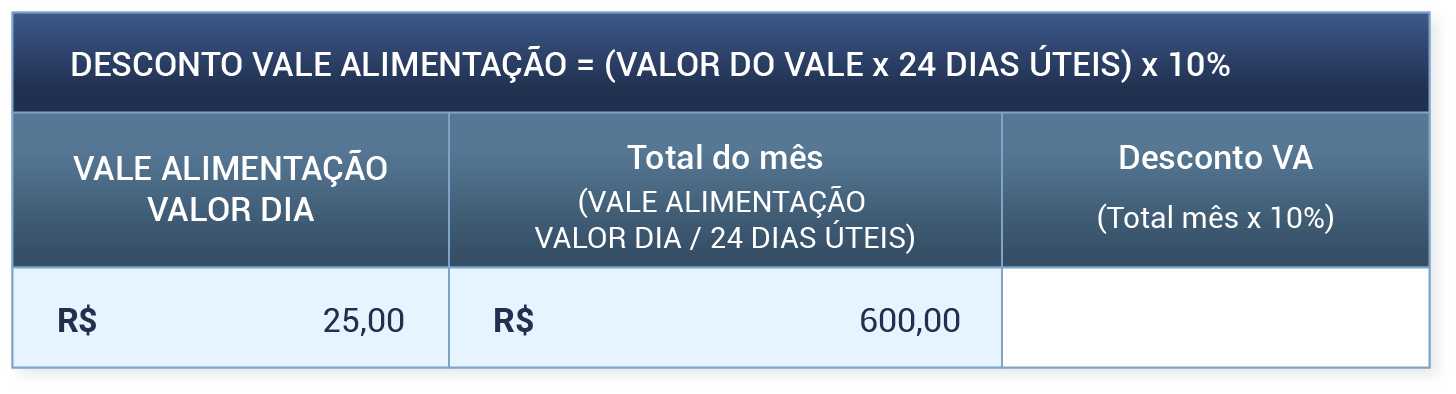 DESCONTO VALE ALIMENTAÇÃO = (VALOR DO VALE x 24 DIAS ÚTEIS) x 10%
VALE ALIMENTAÇÃO
VALOR DIA
Total do mês
(VALE ALIMENTAÇÃO
VALOR DIA / 24 DIAS ÚTEIS)
Desconto VA
(Total mês x 10%)
R$ 25,00
R$ 600,00